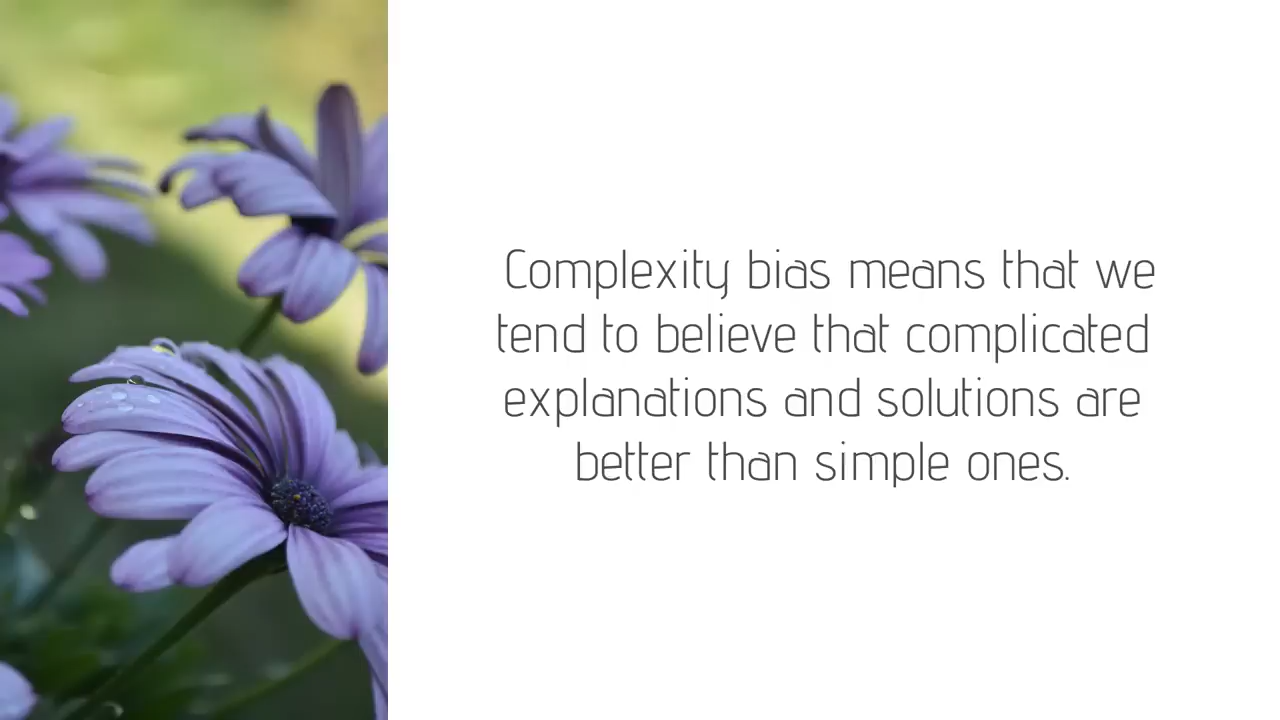 Complexity bias means that we
tend to believe that complicated
explanations and solutions are
better than simple ones.